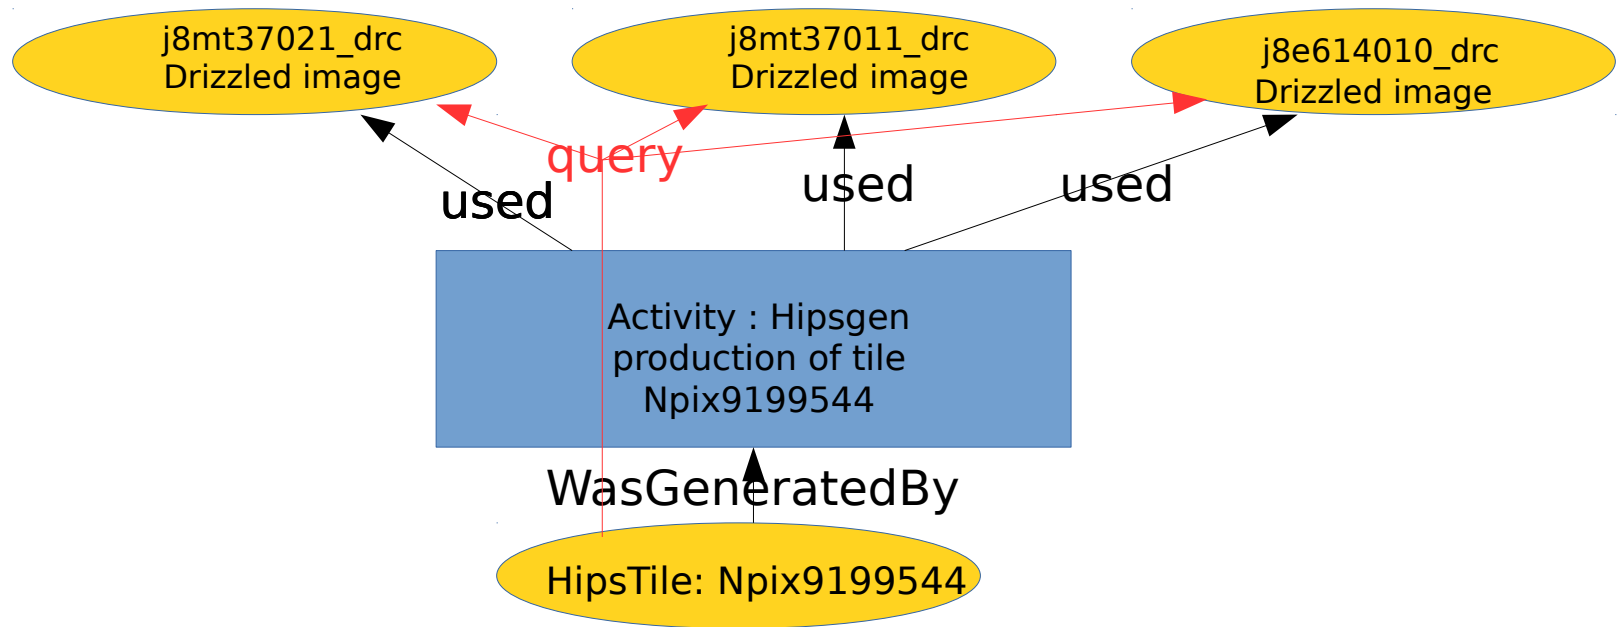 j8mt37021_drc
Drizzled image
j8mt37011_drc
Drizzled image
j8e614010_drc
Drizzled image
query
used
used
used
Activity : Hipsgen
production of tile
Npix9199544
WasGeneratedBy
HipsTile: Npix9199544